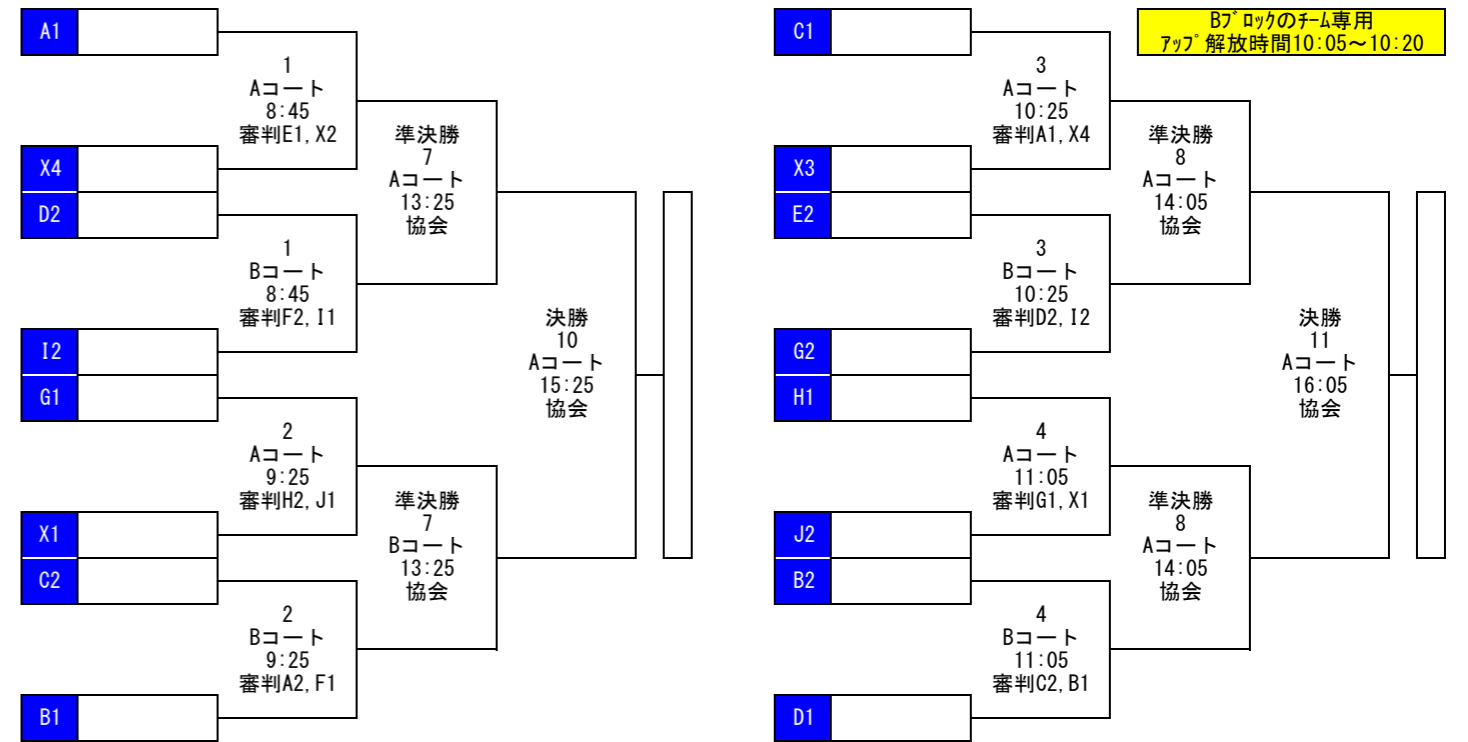 A1
1
Aコート
8:45
審判E1,X2
X4
準決勝
7
Aコート
13:25
協会
D2
1
Bコート
8:45
審判F2,I1
I2
決勝
10
Aコート
15:25
協会
G1
2
Aコート
9:25
審判H2,J1
X1
準決勝
7
Bコート
13:25
協会
C2
2
Bコート
9:25
審判A2,F1
B1
Bﾌﾞﾛｯｸのﾁｰﾑ専用
ｱｯﾌﾟ解放時間10:05～10:20
C1
3
Aコート
10:25
審判A1,X4
X3
準決勝
8
Aコート
14:05
協会
E2
3
Bコート
10:25
審判D2,I2
G2
決勝
11
Aコート
16:05
協会
H1
4
Aコート
11:05
審判G1,X1
J2
準決勝
8
Aコート
14:05
協会
B2
4
Bコート
11:05
審判C2,B1
D1